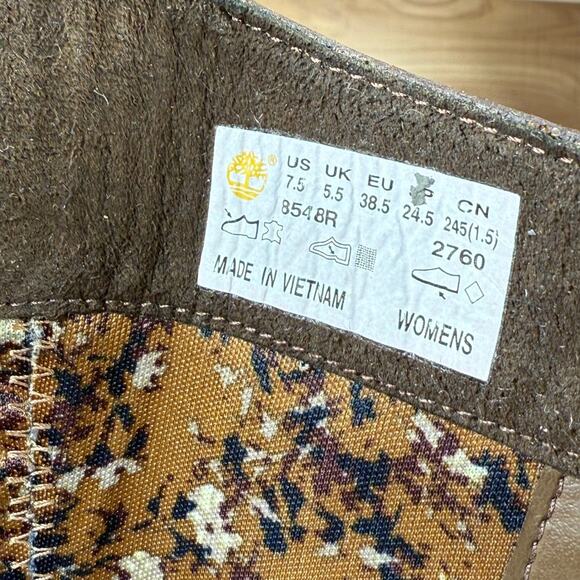 ®
US UK EU CN
7.5 5.5 38.5 24.5 245(1.5)
8548R 2760
MADE IN VIETNAM
WOMENS